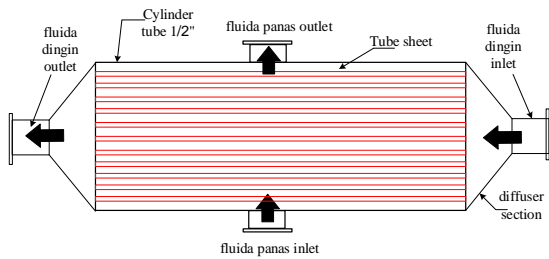 Cylinder
tube 1/2"
fluida panas outlet
Tube sheet
fluida
dingin
outlet
fluida
dingin
inlet
diffuser
section
fluida panas inlet